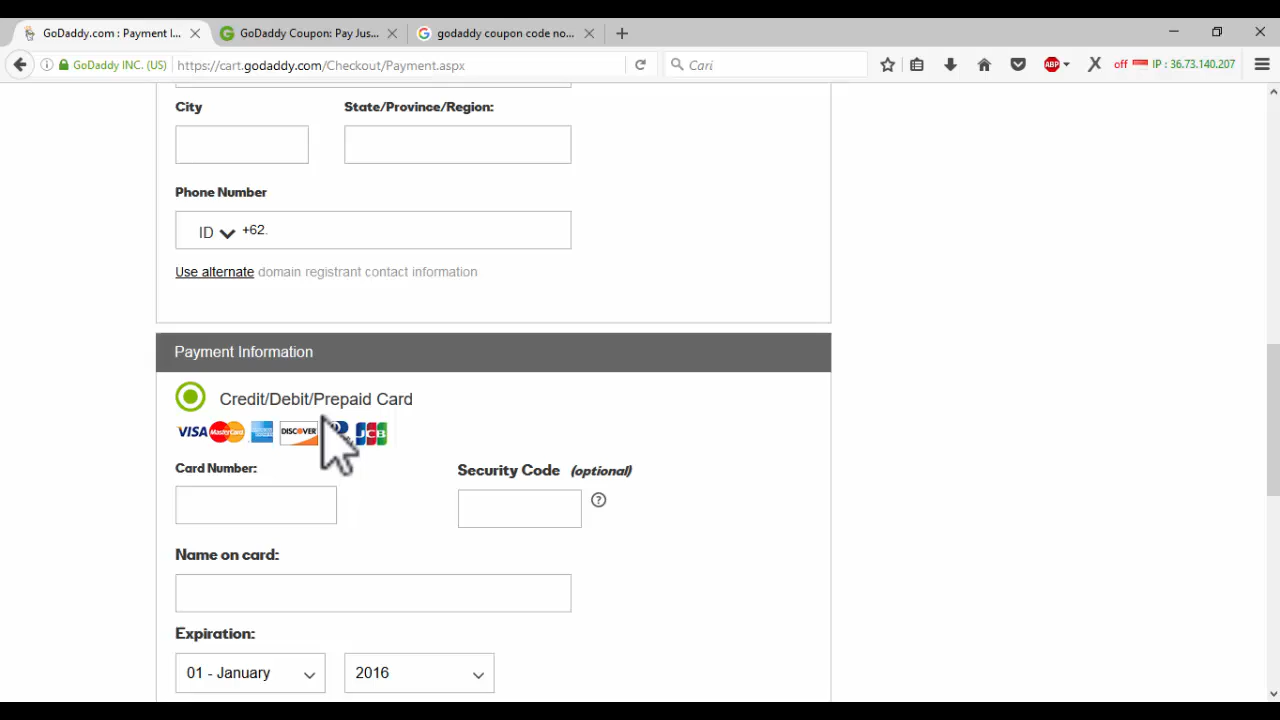 GoDaddy.com : Payment I...
GoDaddy Coupon: Pay Jus...
godaddy coupon code no...
GoDaddy INC. (US)
https://cart.godaddy.com/Checkout/Payment.aspx
Cari
ABP
X
off
IP : 36.73.140.207
City
State/Province/Region:
Phone Number
ID
+62.
Use alternate domain registrant contact information
Payment Information
Credit/Debit/Prepaid Card
VISA MasterCard DISCOVER JCB
Card Number:
Security Code (optional)
?
Name on card:
Expiration:
01 - January
2016